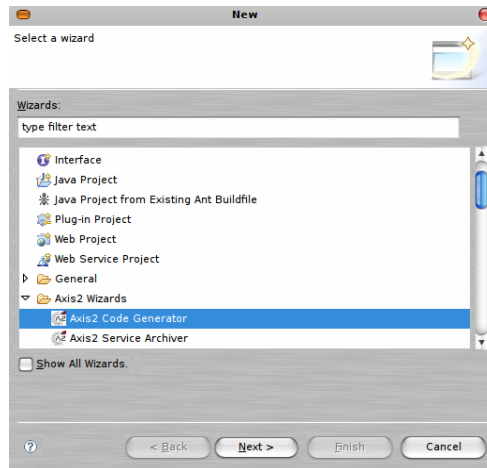 New
Select a wizard
Wizards:
type filter text
Interface
Java Project
Java Project from Existing Ant Buildfile
Plug-in Project
Web Project
Web Service Project
General
Axis2 Wizards
Axis2 Code Generator
Axis2 Service Archiver
Show All Wizards.
? < Back Next > Finish Cancel